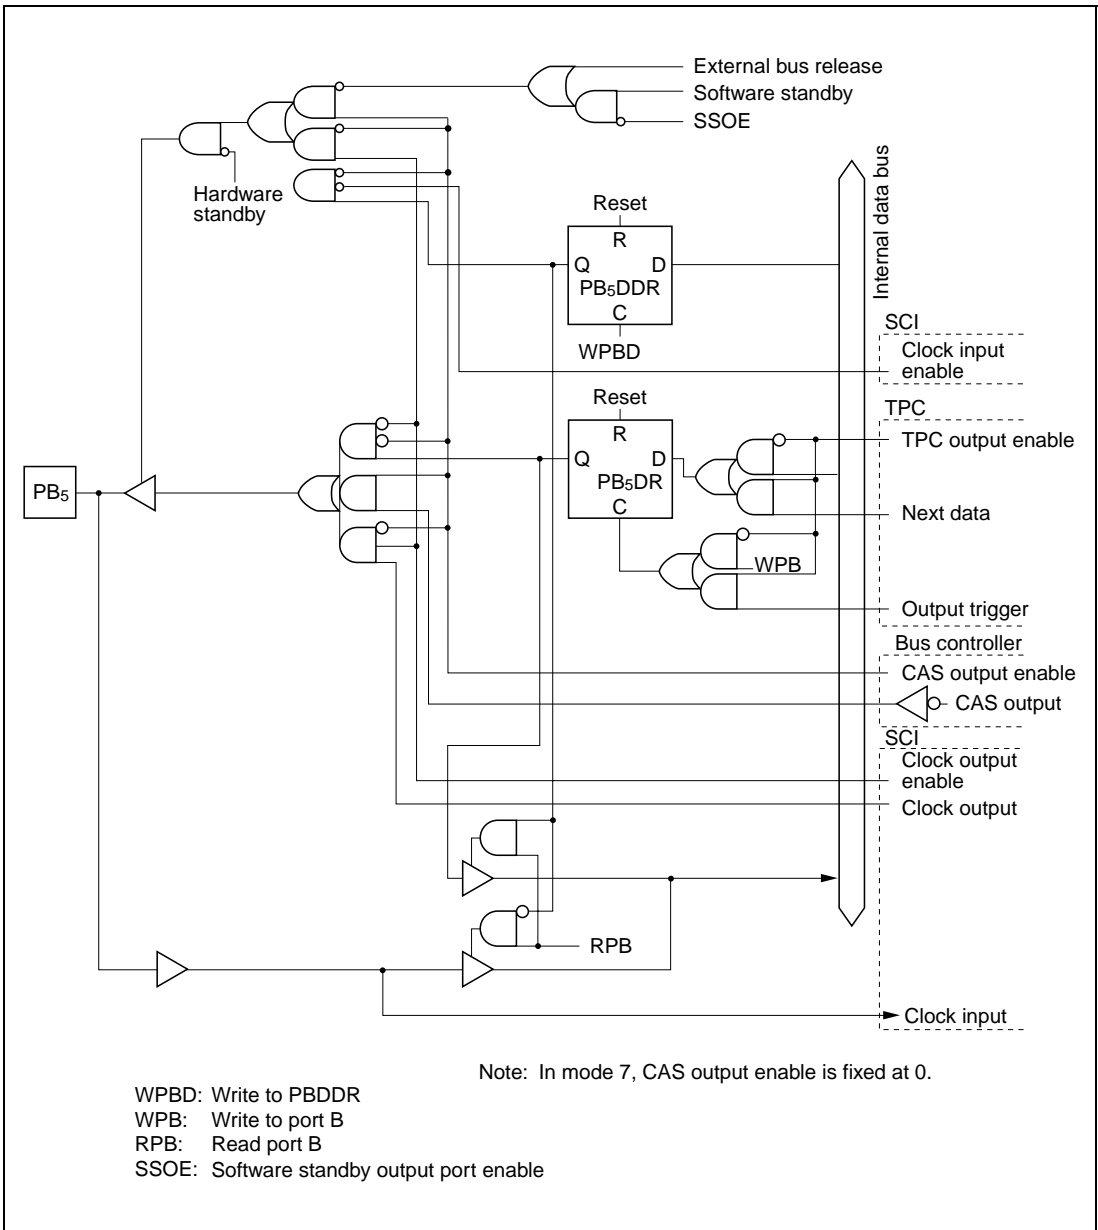 External bus release
Software standby
SSOE
Hardware
standby
Internal data bus
Reset
R
Q D
PB5DDR
C
WPBD
SCI
Clock input
enable
Reset
R
Q D
PB5DR
C
TPC
TPC output enable
Next data
WPB
Output trigger
PB5
Bus controller
CAS output enable
CAS output
SCI
Clock output
enable
Clock output
RPB
Clock input
Note: In mode 7, CAS output enable is fixed at 0.
WPBD: Write to PBDDR
WPB: Write to port B
RPB: Read port B
SSOE: Software standby output port enable